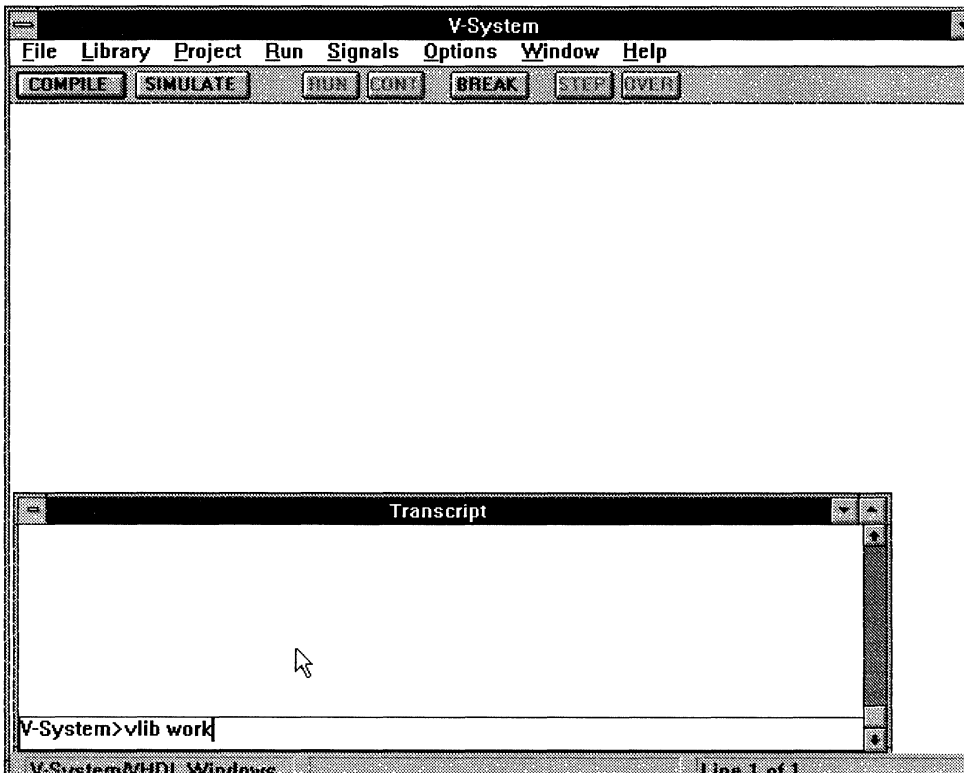 V-System
File Library Project Run Signals Options Window Help
COMPILE SIMULATE RUN CONT BREAK STEP OVER
Transcript
V-System>vlib work
V-System/VHDL Windows Line 1 of 1